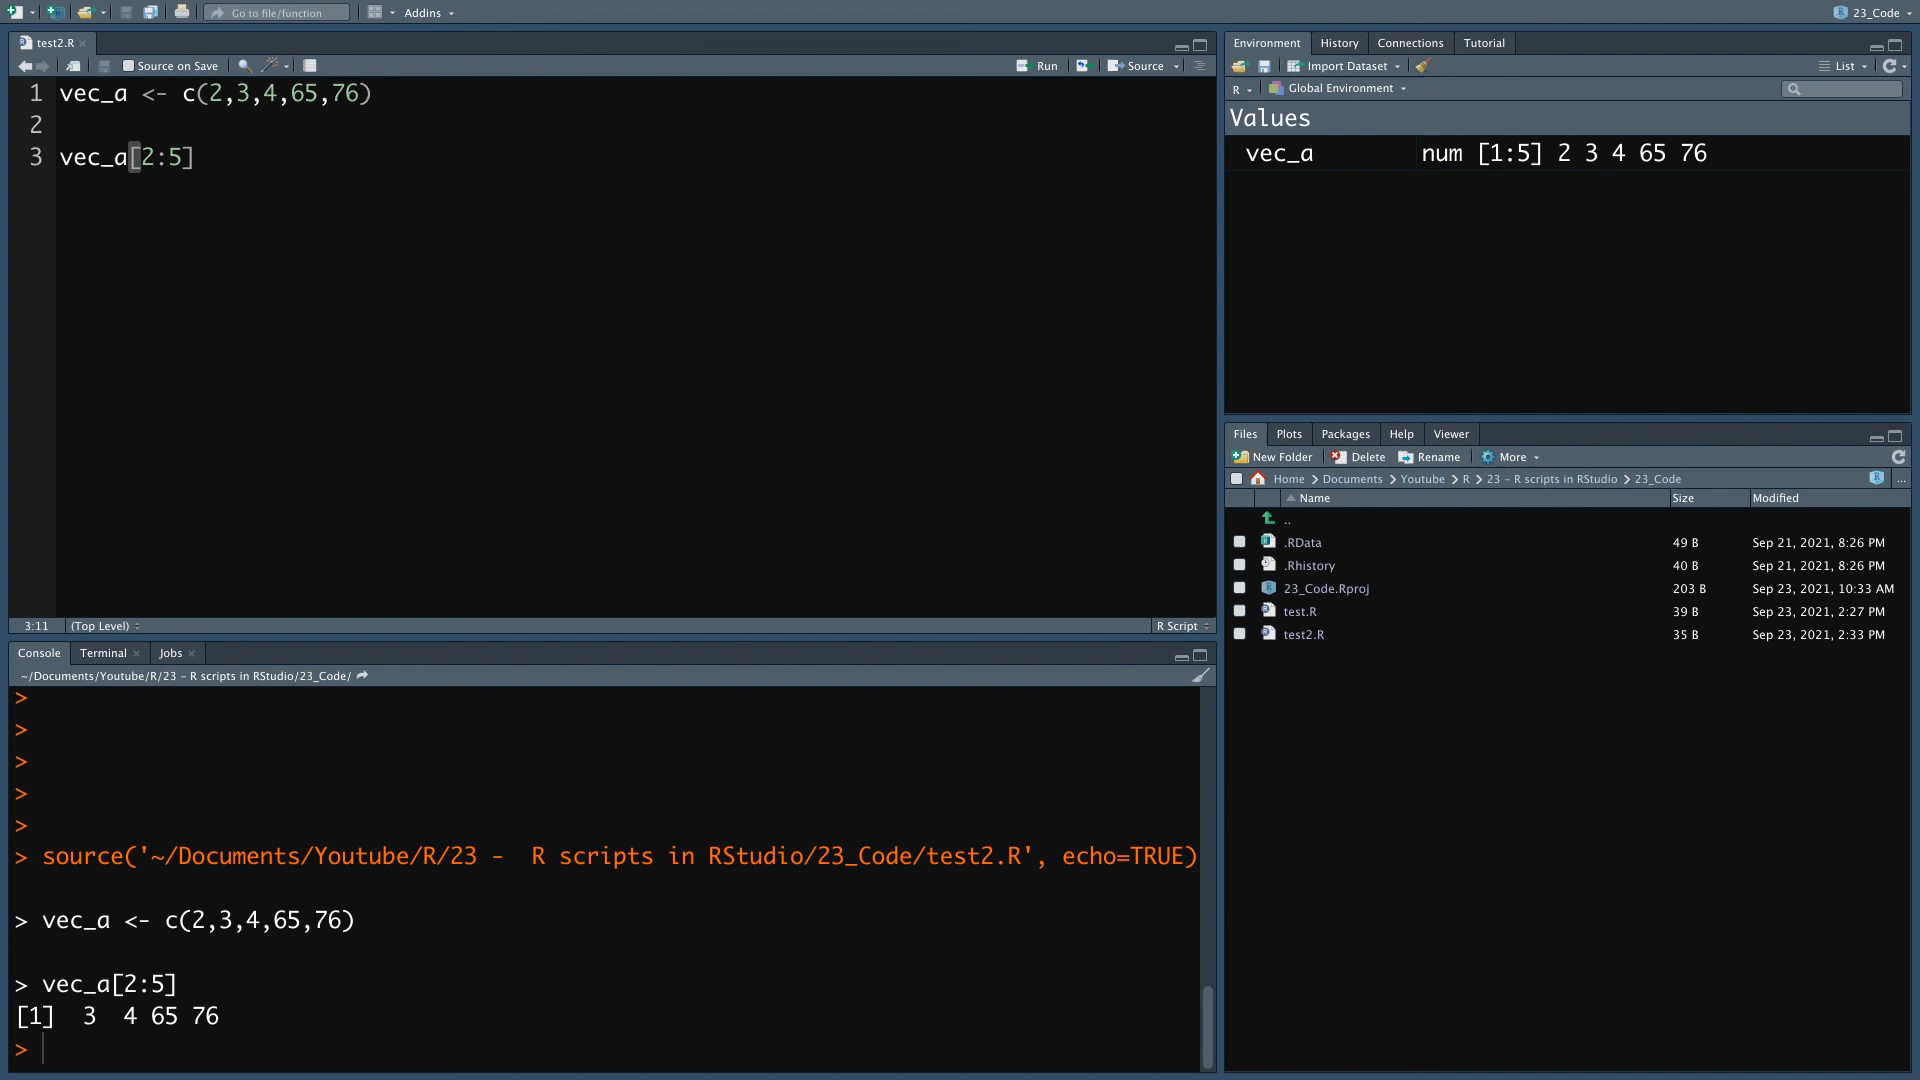 Go to file/function
Addins
23_Code
test2.R
Source on Save
Run
Source
1 vec_a <- c(2,3,4,65,76)
2
3 vec_a[2:5]
3:11
(Top Level)
R Script
Console
Terminal
Jobs
~/Documents/Youtube/R/23 - R scripts in RStudio/23_Code/
>
>
>
>
>
> source('~/Documents/Youtube/R/23 -  R scripts in RStudio/23_Code/test2.R', echo=TRUE)
> vec_a <- c(2,3,4,65,76)
> vec_a[2:5]
[1]  3  4 65 76
>
Environment
History
Connections
Tutorial
Import Dataset
List
R
Global Environment
Values
vec_a num [1:5] 2 3 4 65 76
Files
Plots
Packages
Help
Viewer
New Folder
Delete
Rename
More
Home
Documents
Youtube
R
23 - R scripts in RStudio
23_Code
...
Name Size Modified
..
.RData 49 B Sep 21, 2021, 8:26 PM
.Rhistory 40 B Sep 21, 2021, 8:26 PM
23_Code.Rproj 203 B Sep 23, 2021, 10:33 AM
test.R 39 B Sep 23, 2021, 2:27 PM
test2.R 35 B Sep 23, 2021, 2:33 PM